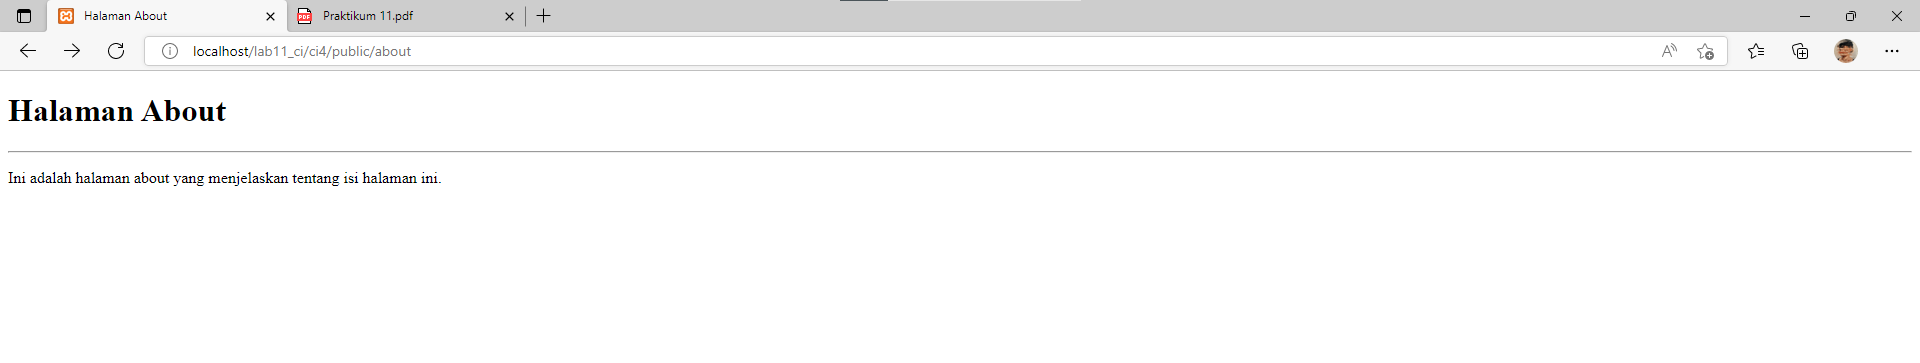 Halaman About
Praktikum 11.pdf
localhost/lab11_ci/ci4/public/about
Halaman About
Ini adalah halaman about yang menjelaskan tentang isi halaman ini.